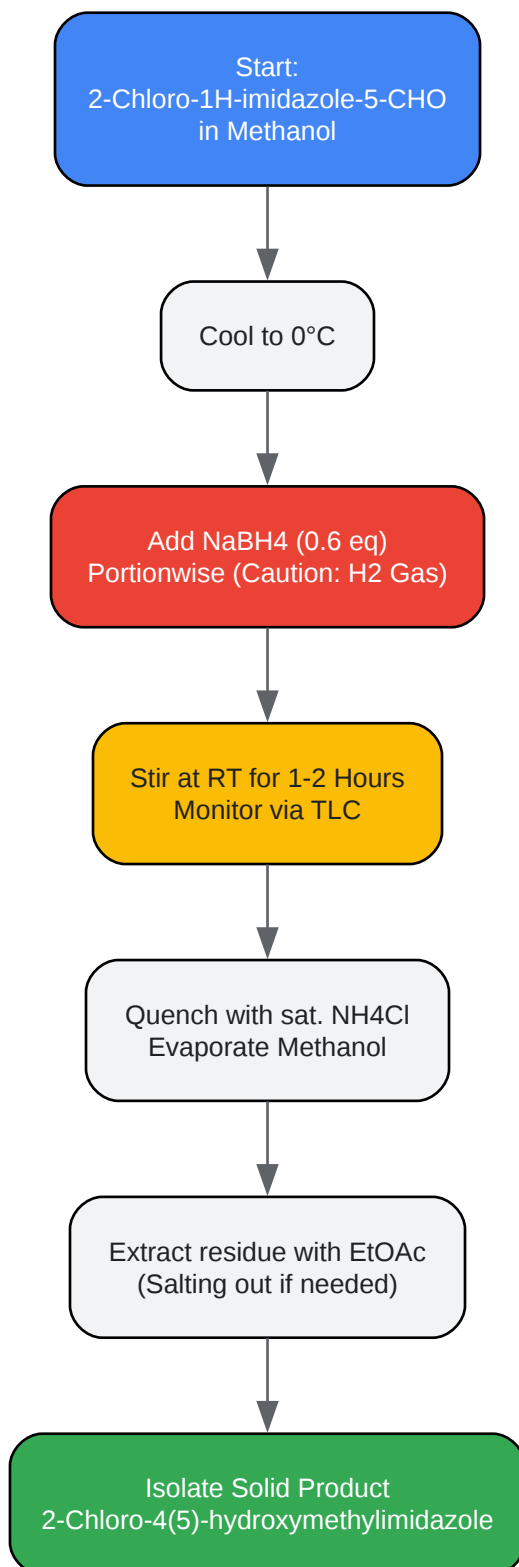 Start:
2-Chloro-1H-imidazole-5-CHO
in Methanol
Cool to 0°C
Add NaBH4 (0.6 eq)
Portionwise (Caution: H2 Gas)
Stir at RT for 1-2 Hours
Monitor via TLC
Quench with sat. NH4Cl
Evaporate Methanol
Extract residue with EtOAc
(Salting out if needed)
Isolate Solid Product
2-Chloro-4(5)-hydroxymethylimidazole